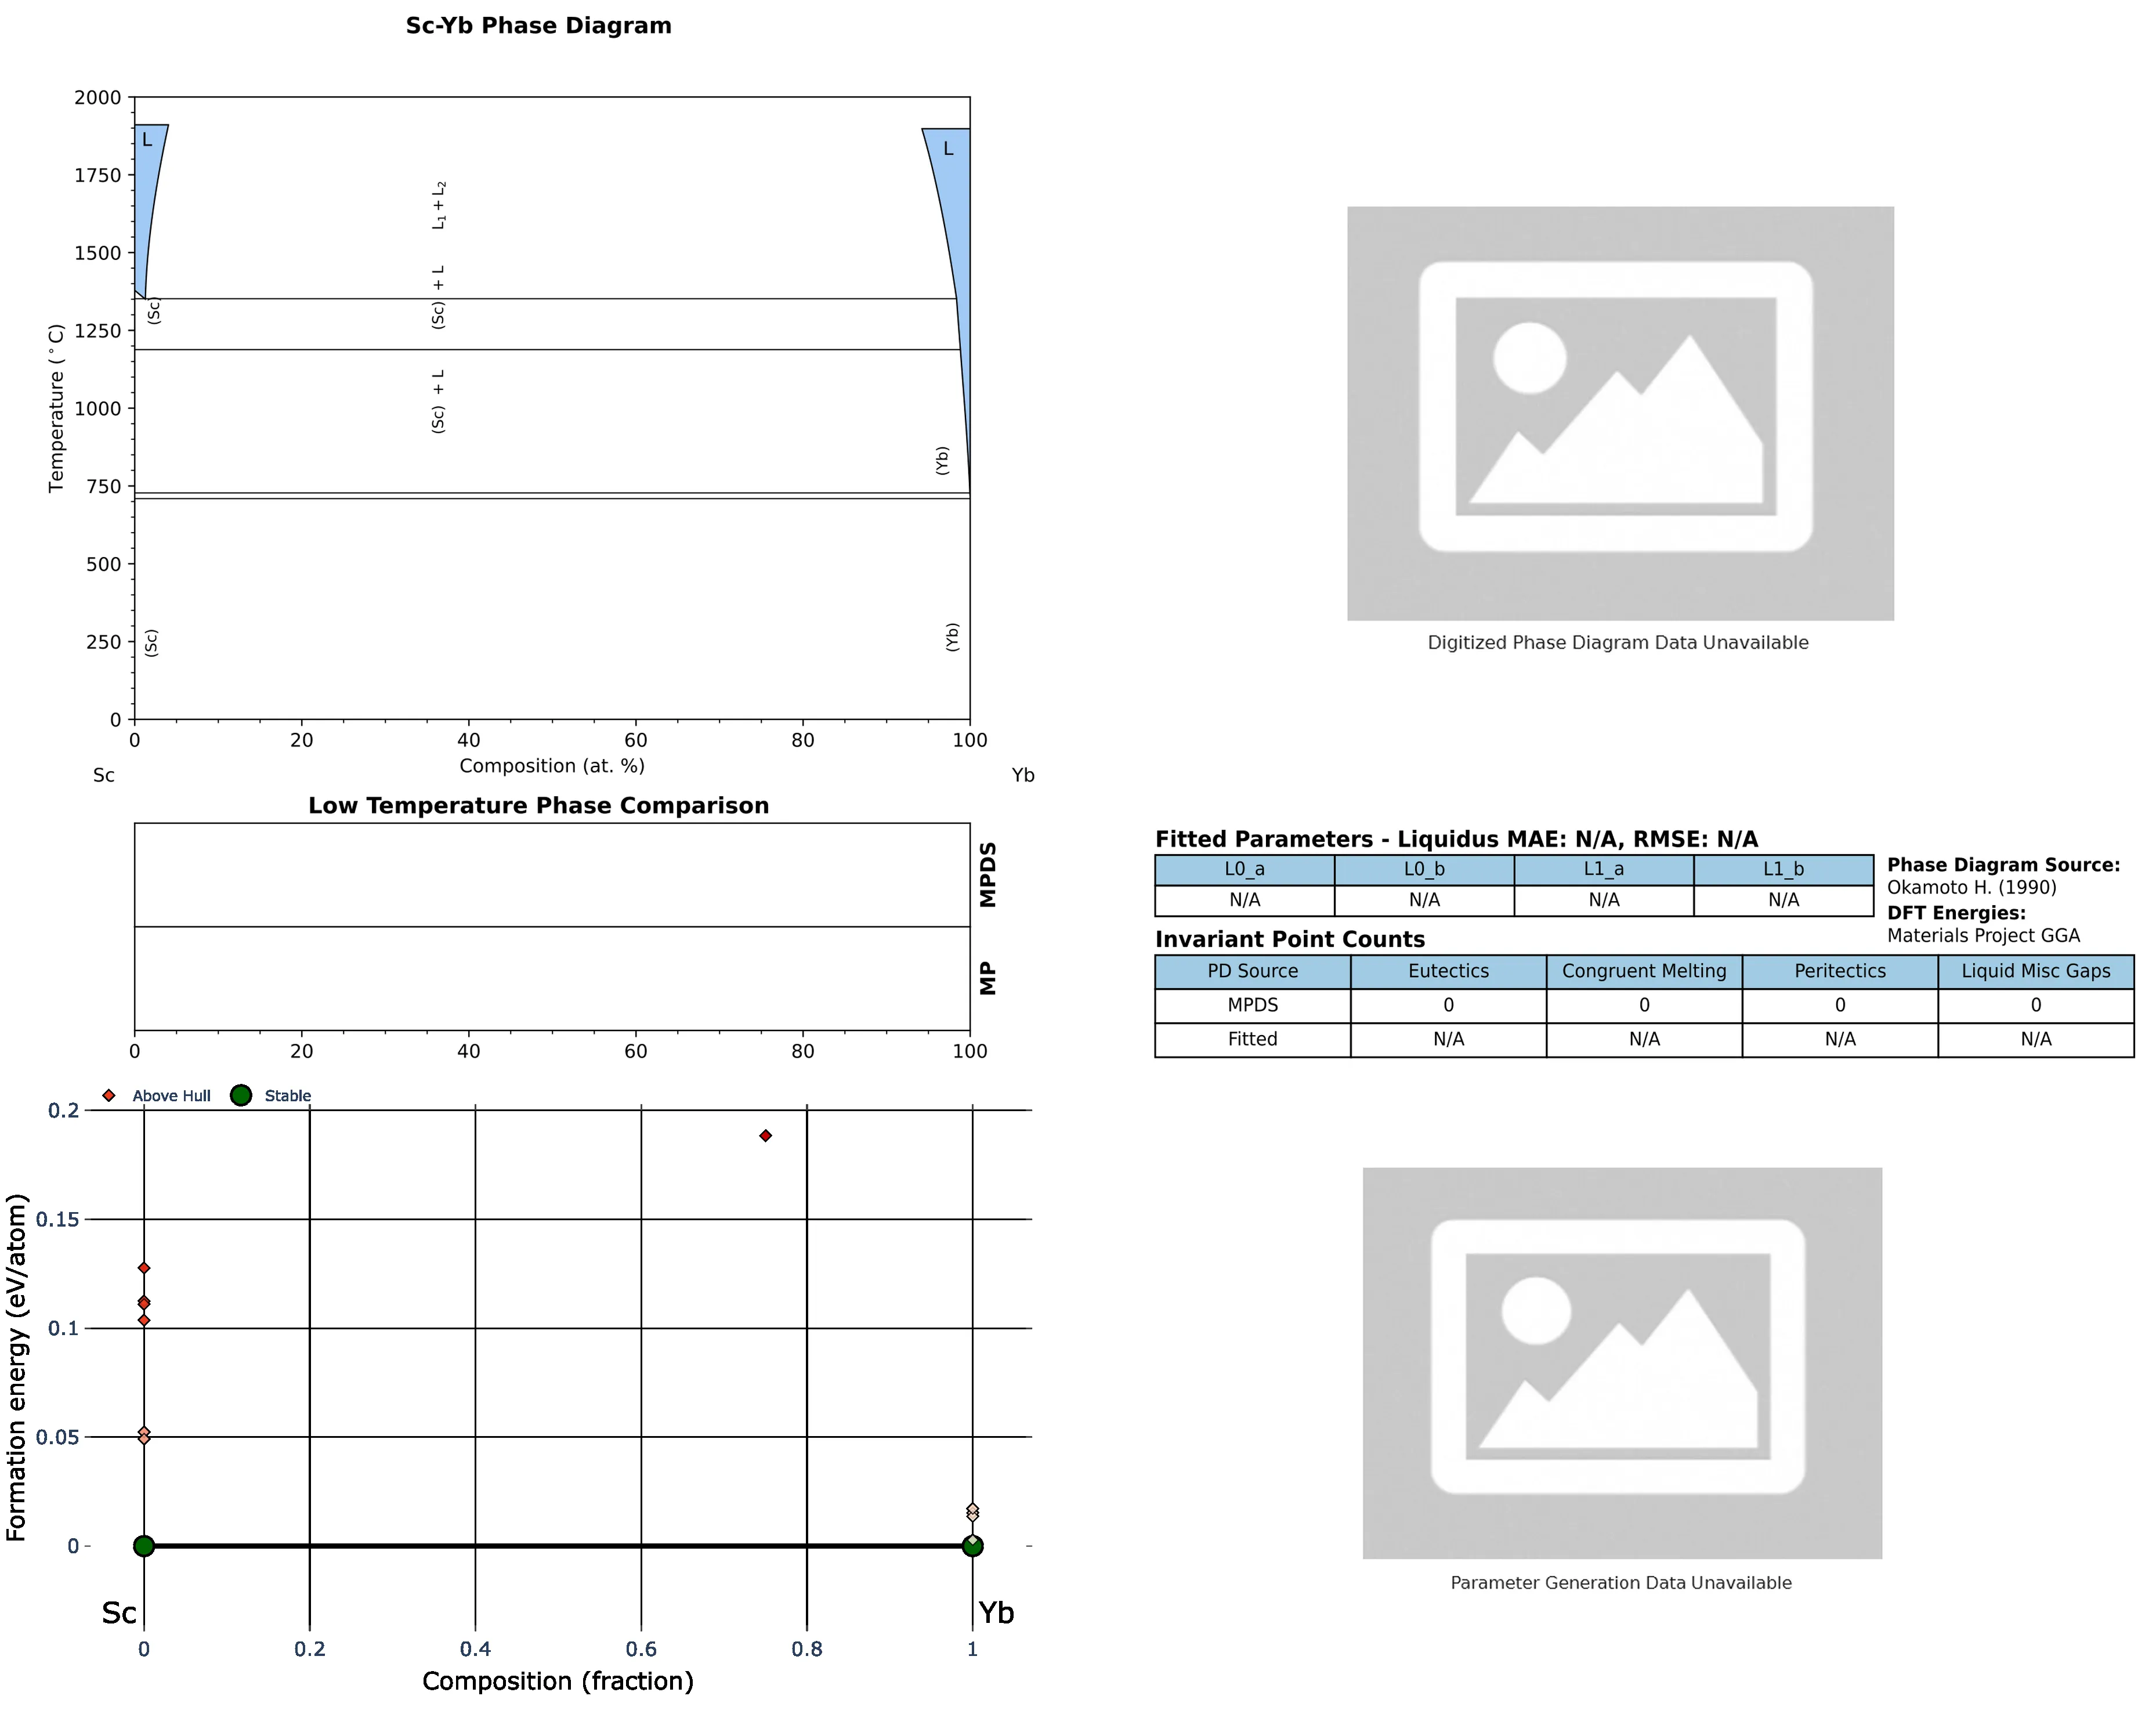 Sc-Yb Phase Diagram
2000
1750
1500
1250
1000
750
500
250
0
Temperature (°C)
L
L
L₁ + L₂
(Sc) + L
(Sc)
(Sc) + L
(Yb)
(Sc)
(Yb)
0 20 40 60 80 100
Composition (at. %)
Sc Yb
Digitized Phase Diagram Data Unavailable
Low Temperature Phase Comparison
MPDS
MP
0 20 40 60 80 100
Fitted Parameters - Liquidus MAE: N/A, RMSE: N/A
L0_a L0_b L1_a L1_b
N/A N/A N/A N/A
Phase Diagram Source:
Okamoto H. (1990)
DFT Energies:
Materials Project GGA
Invariant Point Counts
PD Source Eutectics Congruent Melting Peritectics Liquid Misc Gaps
MPDS 0 0 0 0
Fitted N/A N/A N/A N/A
Above Hull Stable
0.2
0.15
0.1
0.05
0
Formation energy (eV/atom)
Sc Yb
0 0.2 0.4 0.6 0.8 1
Composition (fraction)
Parameter Generation Data Unavailable